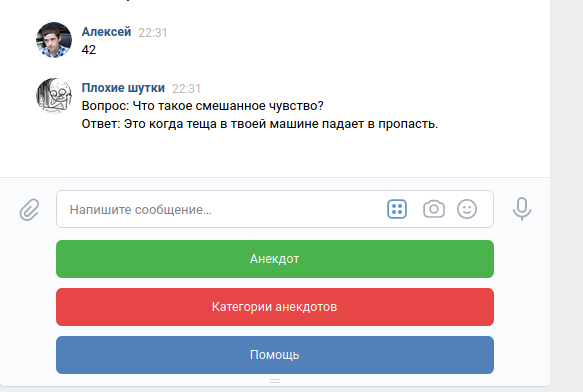 Алексей 22:31
42
Плохие шутки 22:31
Вопрос: Что такое смешанное чувство?
Ответ: Это когда теща в твоей машине падает в пропасть.
Напишите сообщение...
Анекдот
Категории анекдотов
Помощь